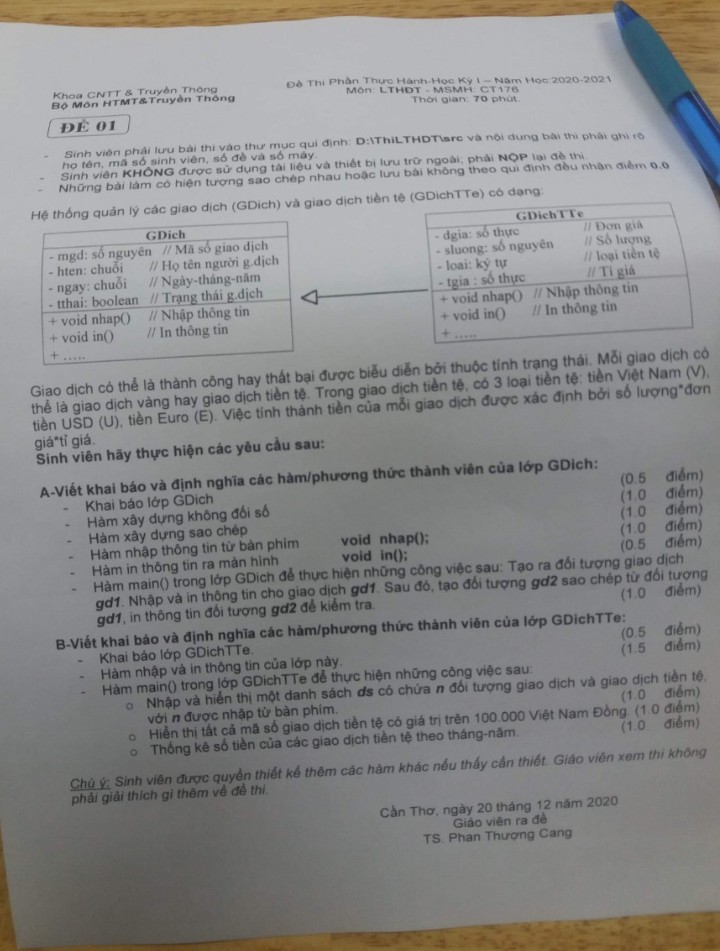 Khoa CNTT & Truyền Thông
Bộ Môn HTMT&Truyền Thông
Đề Thi Phần Thực Hành-Học Kỳ I – Năm Học:2020-2021
Môn: LTHĐT - MSMH: CT176
Thời gian: 70 phút.
ĐỀ 01
- Sinh viên phải lưu bài thi vào thư mục qui định: D:\ThiLTHDT\src và nội dung bài thi phải ghi rõ
họ tên, mã số sinh viên, số đề và số máy.
- Sinh viên KHÔNG được sử dụng tài liệu và thiết bị lưu trữ ngoài; phải NỘP lại đề thi.
- Những bài làm có hiện tượng sao chép nhau hoặc lưu bài không theo qui định đều nhận điểm 0.0
Hệ thống quản lý các giao dịch (GDich) và giao dịch tiền tệ (GDichTTe) có dạng:
GDich
- mgd: số nguyên // Mã số giao dịch
- hten: chuỗi // Họ tên người g.dịch
- ngay: chuỗi // Ngày-tháng-năm
- tthai: boolean // Trạng thái g.dịch
+ void nhap() // Nhập thông tin
+ void in() // In thông tin
+ .....
GDichTTe
- dgia: số thực // Đơn giá
- sluong: số nguyên // Số lượng
- loai: ký tự // loại tiền tệ
- tgia : số thực // Tỉ giá
+ void nhap() // Nhập thông tin
+ void in() // In thông tin
+ .....
Giao dịch có thể là thành công hay thất bại được biểu diễn bởi thuộc tính trạng thái. Mỗi giao dịch có
thể là giao dịch vàng hay giao dịch tiền tệ. Trong giao dịch tiền tệ, có 3 loại tiền tệ: tiền Việt Nam (V),
tiền USD (U), tiền Euro (E). Việc tính thành tiền của mỗi giao dịch được xác định bởi số lượng*đơn
giá*tỉ giá.
Sinh viên hãy thực hiện các yêu cầu sau:
A-Viết khai báo và định nghĩa các hàm/phương thức thành viên của lớp GDich:
- Khai báo lớp GDich (0.5 điểm)
- Hàm xây dựng không đối số (1.0 điểm)
- Hàm xây dựng sao chép (1.0 điểm)
- Hàm nhập thông tin từ bàn phím void nhap(); (1.0 điểm)
- Hàm in thông tin ra màn hình void in(); (0.5 điểm)
- Hàm main() trong lớp GDich để thực hiện những công việc sau: Tạo ra đối tượng giao dịch
gd1. Nhập và in thông tin cho giao dịch gd1. Sau đó, tạo đối tượng gd2 sao chép từ đối tượng
gd1, in thông tin đối tượng gd2 để kiểm tra. (1.0 điểm)
B-Viết khai báo và định nghĩa các hàm/phương thức thành viên của lớp GDichTTe:
- Khai báo lớp GDichTTe. (0.5 điểm)
- Hàm nhập và in thông tin của lớp này. (1.5 điểm)
- Hàm main() trong lớp GDichTTe để thực hiện những công việc sau:
o Nhập và hiển thị một danh sách ds có chứa n đối tượng giao dịch và giao dịch tiền tệ,
với n được nhập từ bàn phím. (1.0 điểm)
o Hiển thị tất cả mã số giao dịch tiền tệ có giá trị trên 100.000 Việt Nam Đồng. (1.0 điểm)
o Thống kê số tiền của các giao dịch tiền tệ theo tháng-năm. (1.0 điểm)
Chú ý: Sinh viên được quyền thiết kế thêm các hàm khác nếu thấy cần thiết. Giáo viên xem thi không
phải giải thích gì thêm về đề thi.
Cần Thơ, ngày 20 tháng 12 năm 2020
Giáo viên ra đề
TS. Phan Thượng Cang